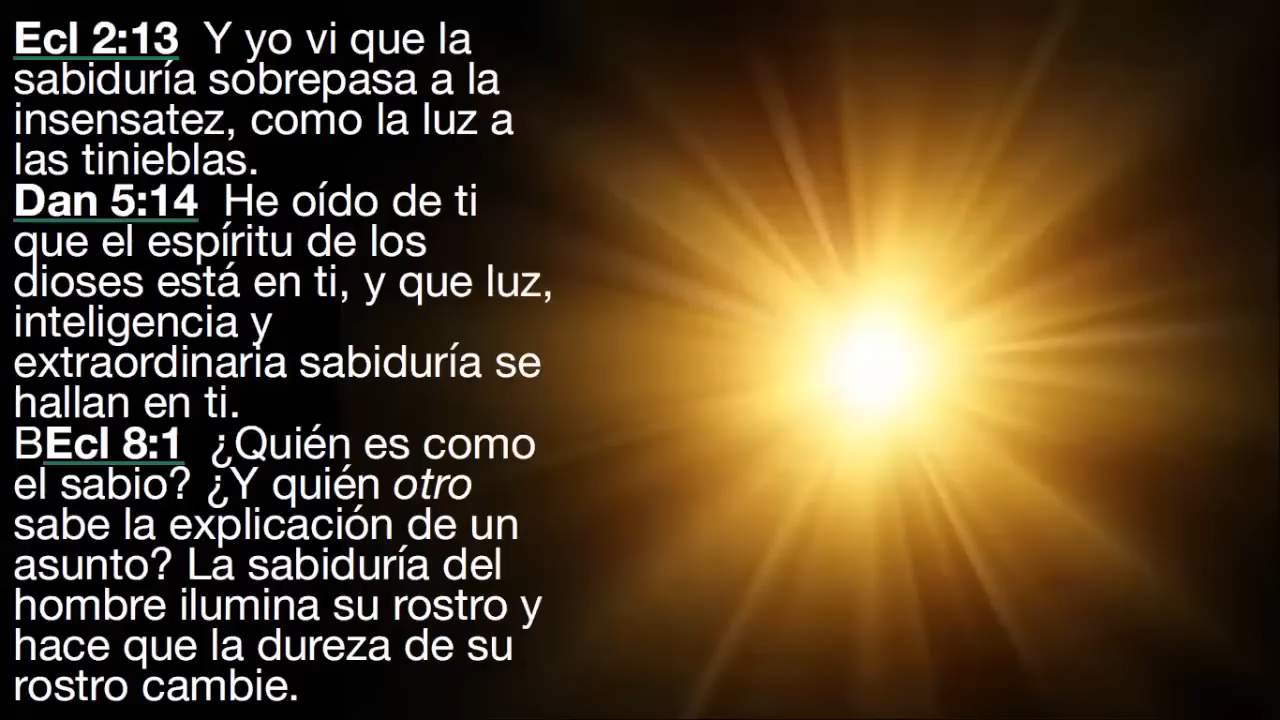 Ecl 2:13 Y yo vi que la
sabiduría sobrepasa a la
insensatez, como la luz a
las tinieblas.
Dan 5:14 He oído de ti
que el espíritu de los
dioses está en ti, y que luz,
inteligencia y
extraordinaria sabiduría se
hallan en ti.
BEcl 8:1 ¿Quién es como
el sabio? ¿Y quién otro
sabe la explicación de un
asunto? La sabiduría del
hombre ilumina su rostro y
hace que la dureza de su
rostro cambie.